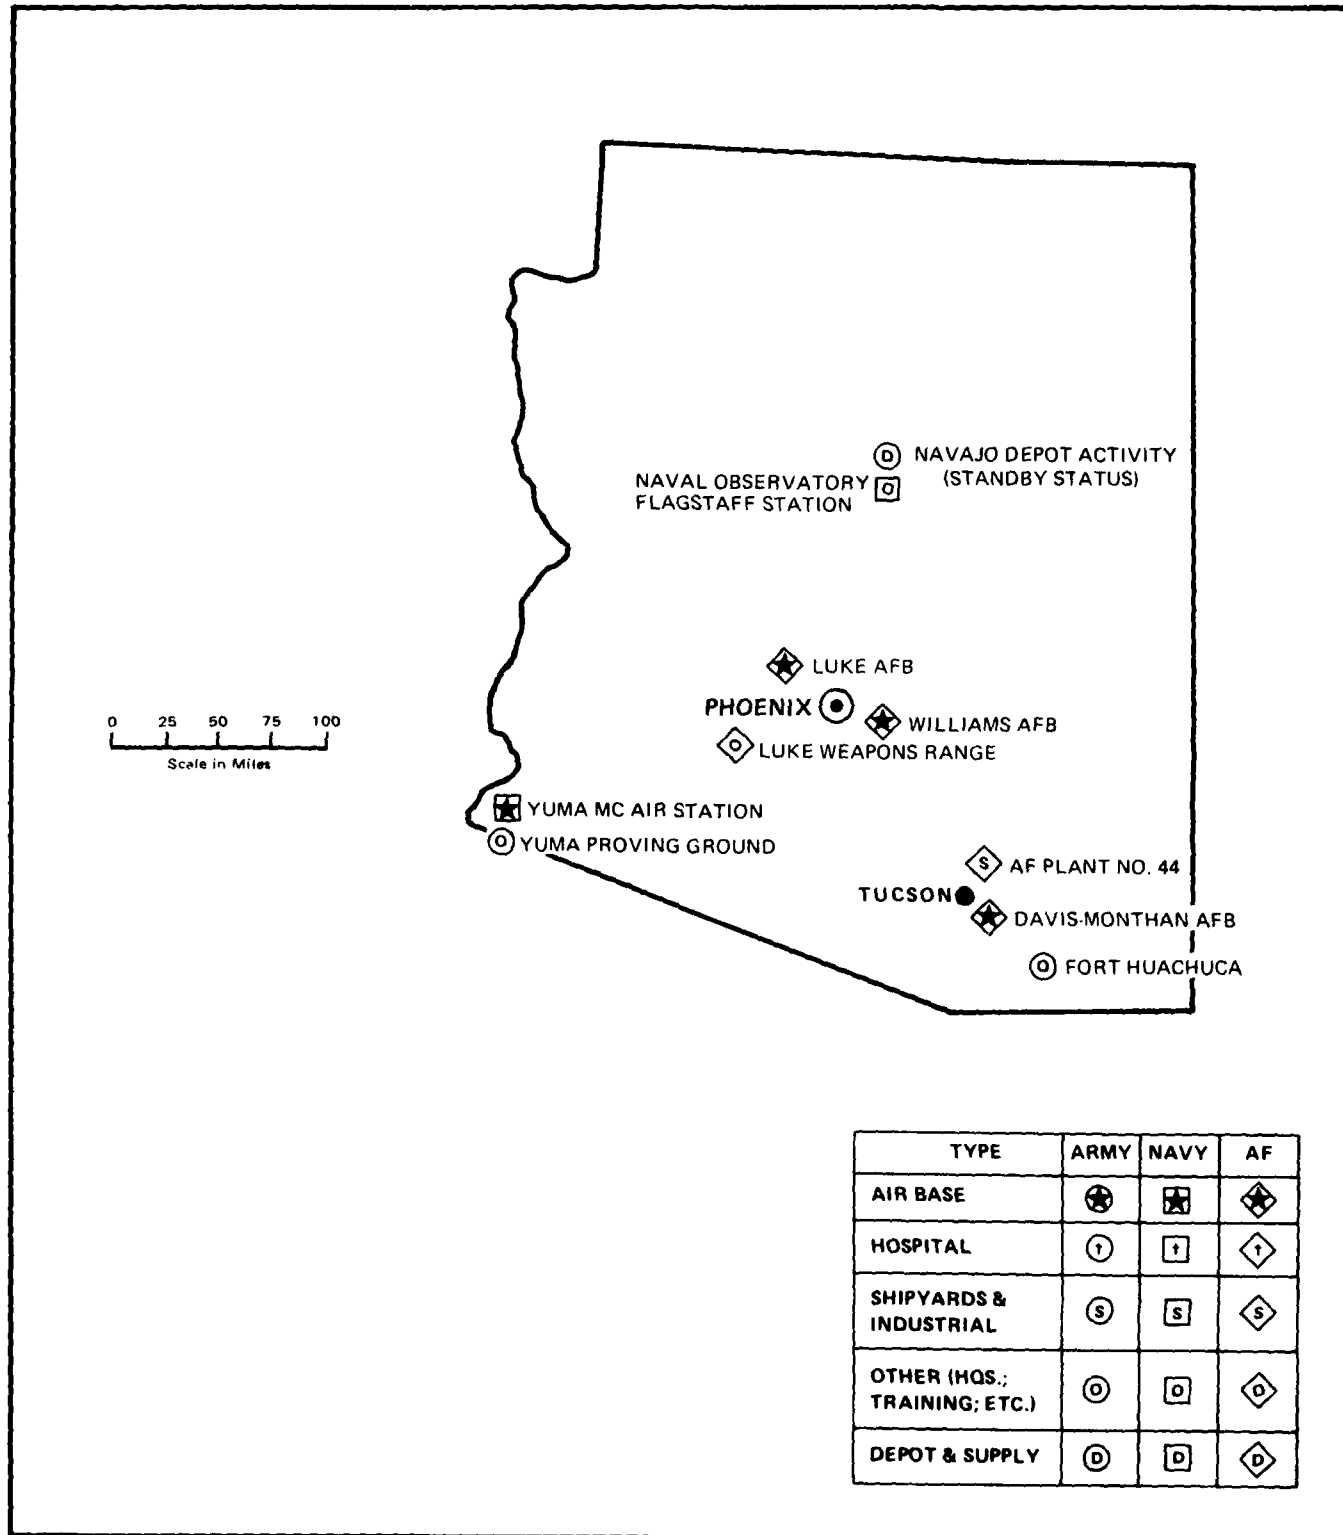 D NAVAJO DEPOT ACTIVITY
(STANDBY STATUS)
NAVAL OBSERVATORY O
FLAGSTAFF STATION
LUKE AFB
PHOENIX
WILLIAMS AFB
O LUKE WEAPONS RANGE
0 25 50 75 100
Scale in Miles
YUMA MC AIR STATION
O YUMA PROVING GROUND
S AF PLANT NO. 44
TUCSON
DAVIS-MONTHAN AFB
O FORT HUACHUCA
TYPE ARMY NAVY AF
AIR BASE
HOSPITAL † † †
SHIPYARDS &
INDUSTRIAL S S S
OTHER (HQS.;
TRAINING; ETC.) O O O
DEPOT & SUPPLY D D D